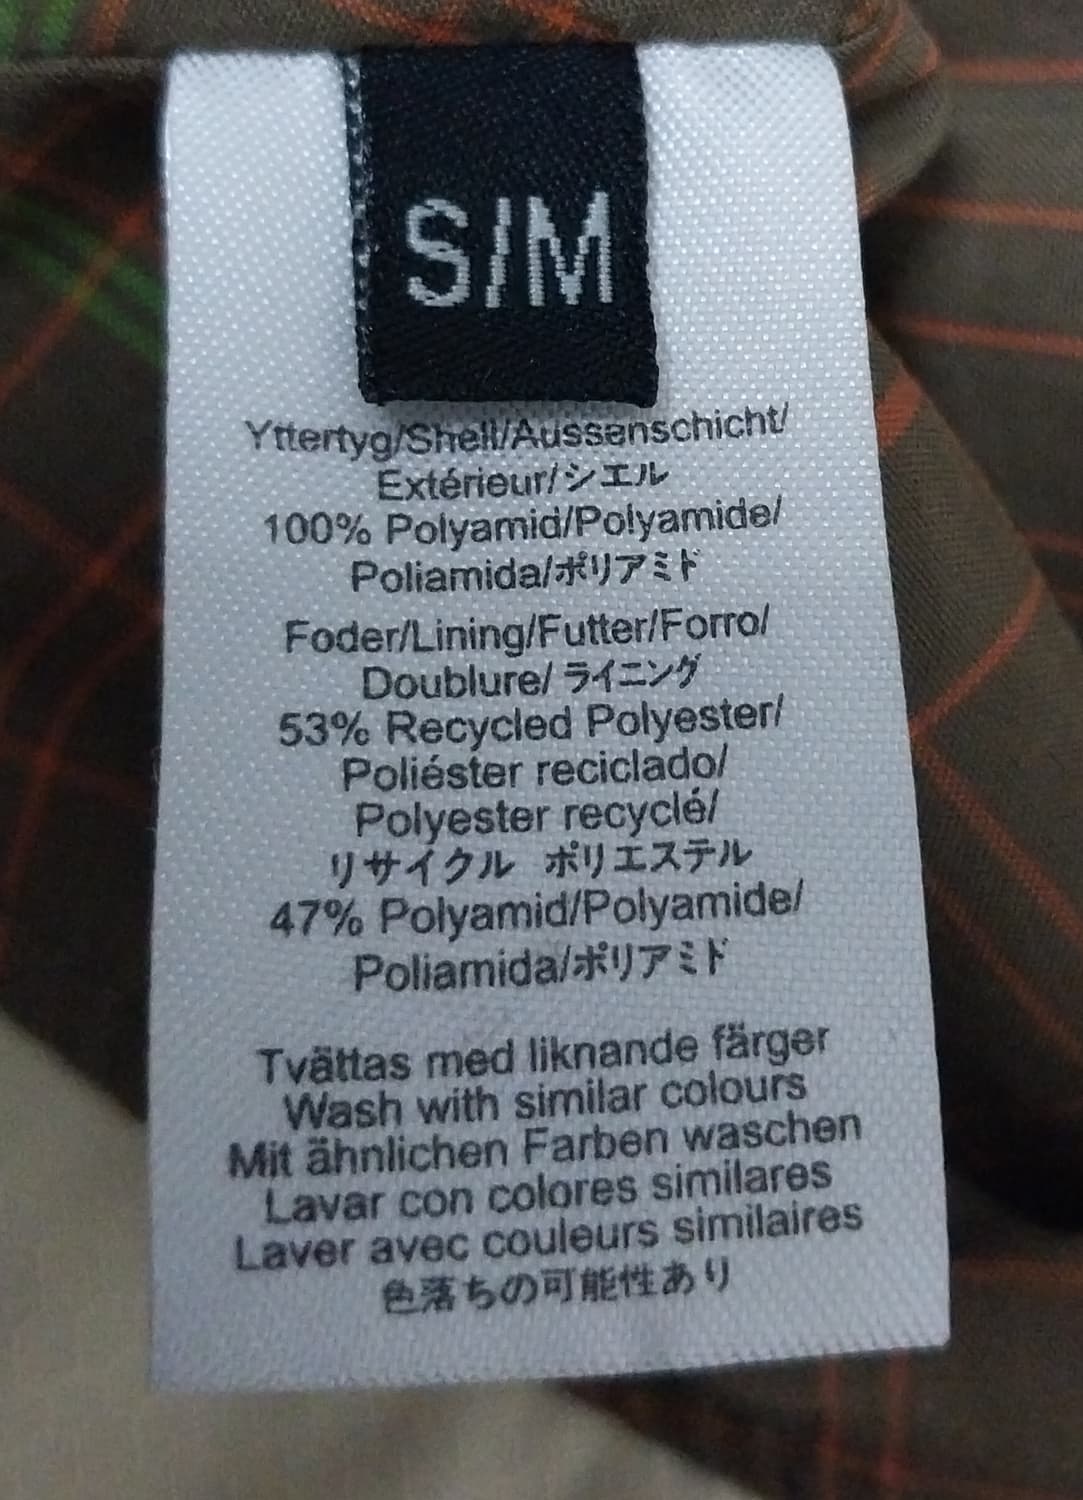 S/M
Yttertyg/Shell/Aussenschicht/
Extérieur/シエル
100% Polyamid/Polyamide/
Poliamida/ポリアミド
Foder/Lining/Futter/Forro/
Doublure/ライニング
53% Recycled Polyester/
Poliéster reciclado/
Polyester recyclé/
リサイクル ポリエステル
47% Polyamid/Polyamide/
Poliamida/ポリアミド
Tvättas med liknande färger
Wash with similar colours
Mit ähnlichen Farben waschen
Lavar con colores similares
Laver avec couleurs similaires
色落ちの可能性あり